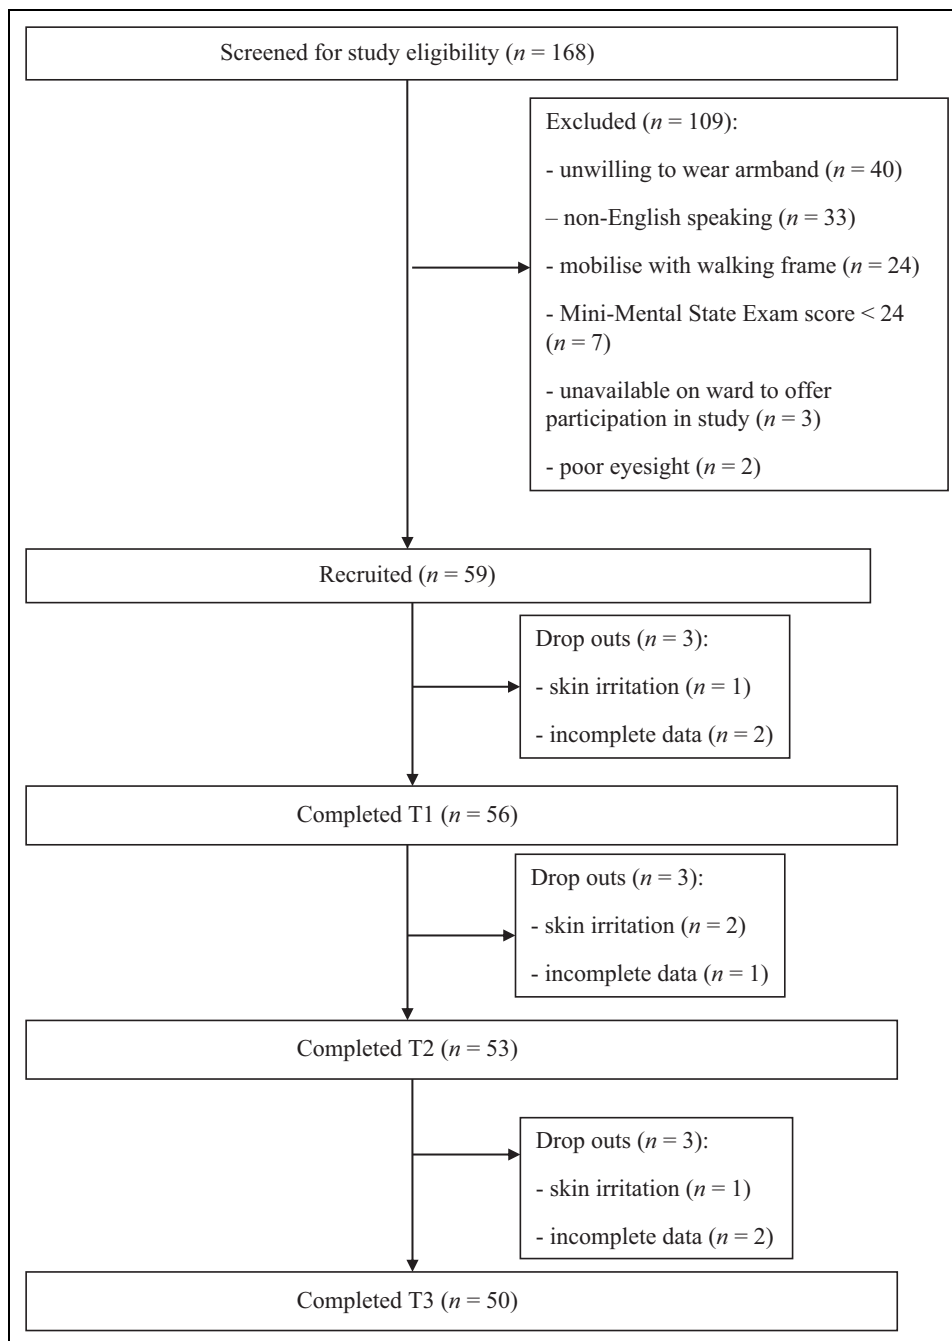 Screened for study eligibility (n = 168)
Excluded (n = 109):
- unwilling to wear armband (n = 40)
– non-English speaking (n = 33)
- mobilise with walking frame (n = 24)
- Mini-Mental State Exam score < 24
(n = 7)
- unavailable on ward to offer
participation in study (n = 3)
- poor eyesight (n = 2)
Recruited (n = 59)
Drop outs (n = 3):
- skin irritation (n = 1)
- incomplete data (n = 2)
Completed T1 (n = 56)
Drop outs (n = 3):
- skin irritation (n = 2)
- incomplete data (n = 1)
Completed T2 (n = 53)
Drop outs (n = 3):
- skin irritation (n = 1)
- incomplete data (n = 2)
Completed T3 (n = 50)